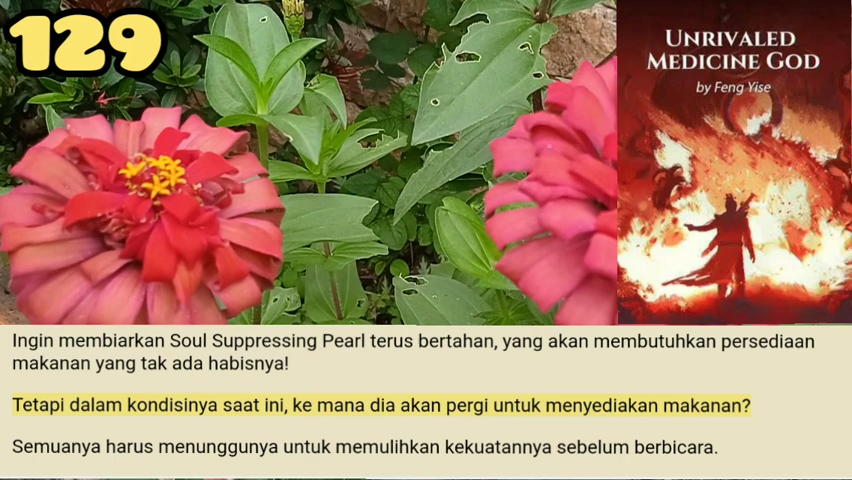 129
UNRIVALED
MEDICINE GOD
by Feng Yise
Ingin membiarkan Soul Suppressing Pearl terus bertahan, yang akan membutuhkan persediaan
makanan yang tak ada habisnya!
Tetapi dalam kondisinya saat ini, ke mana dia akan pergi untuk menyediakan makanan?
Semuanya harus menunggunya untuk memulihkan kekuatannya sebelum berbicara.